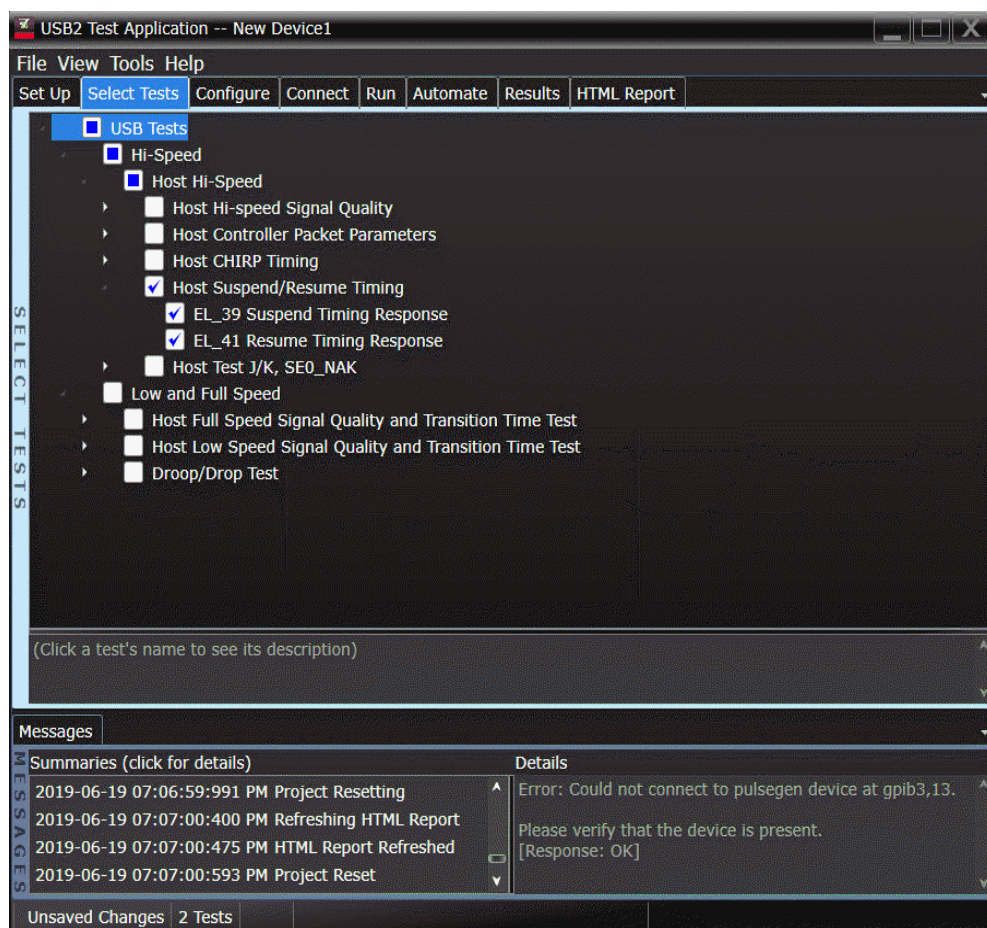 USB2 Test Application -- New Device1
File View Tools Help
Set Up Select Tests Configure Connect Run Automate Results HTML Report
USB Tests
Hi-Speed
Host Hi-Speed
Host Hi-speed Signal Quality
Host Controller Packet Parameters
Host CHIRP Timing
Host Suspend/Resume Timing
EL_39 Suspend Timing Response
EL_41 Resume Timing Response
Host Test J/K, SE0_NAK
Low and Full Speed
Host Full Speed Signal Quality and Transition Time Test
Host Low Speed Signal Quality and Transition Time Test
Droop/Drop Test
SELECT TESTS
(Click a test's name to see its description)
Messages
MESSAGES
Summaries (click for details)
2019-06-19 07:06:59:991 PM Project Resetting
2019-06-19 07:07:00:400 PM Refreshing HTML Report
2019-06-19 07:07:00:475 PM HTML Report Refreshed
2019-06-19 07:07:00:593 PM Project Reset
Details
Error: Could not connect to pulsegen device at gpib3,13.
Please verify that the device is present.
[Response: OK]
Unsaved Changes 2 Tests